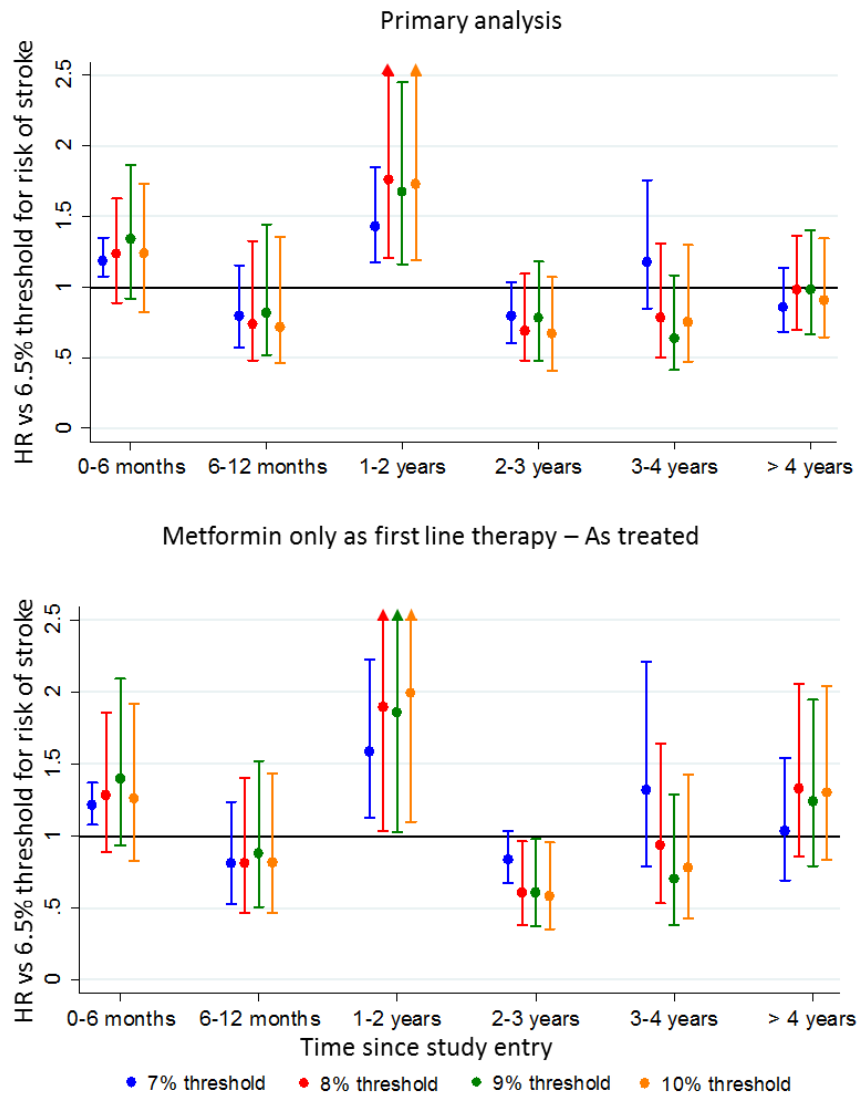 Primary analysis
HR vs 6.5% threshold for risk of stroke
2.5
2
1.5
1
.5
0
0-6 months 6-12 months 1-2 years 2-3 years 3-4 years > 4 years
Metformin only as first line therapy – As treated
HR vs 6.5% threshold for risk of stroke
2.5
2
1.5
1
.5
0
0-6 months 6-12 months 1-2 years 2-3 years 3-4 years > 4 years
Time since study entry
7% threshold 8% threshold 9% threshold 10% threshold